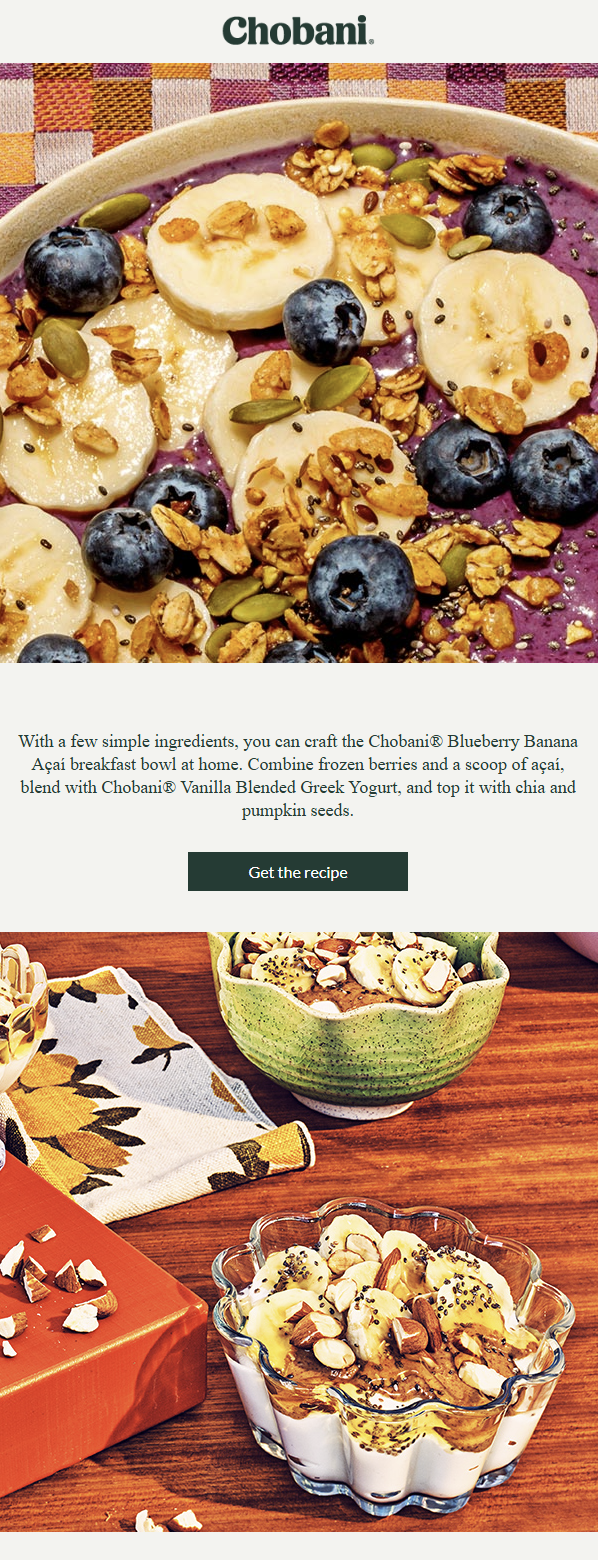 Chobani®
With a few simple ingredients, you can craft the Chobani® Blueberry Banana
Açaí breakfast bowl at home. Combine frozen berries and a scoop of açaí,
blend with Chobani® Vanilla Blended Greek Yogurt, and top it with chia and
pumpkin seeds.
Get the recipe